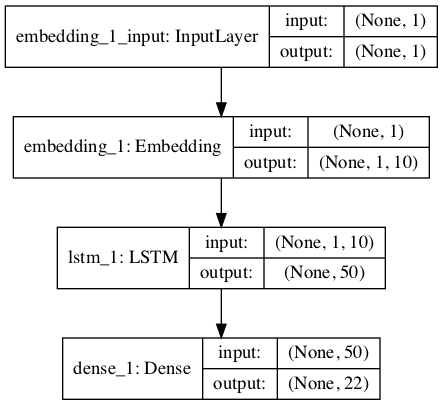 embedding_1_input: InputLayer
input: (None, 1)
output: (None, 1)
embedding_1: Embedding
input: (None, 1)
output: (None, 1, 10)
lstm_1: LSTM
input: (None, 1, 10)
output: (None, 50)
dense_1: Dense
input: (None, 50)
output: (None, 22)